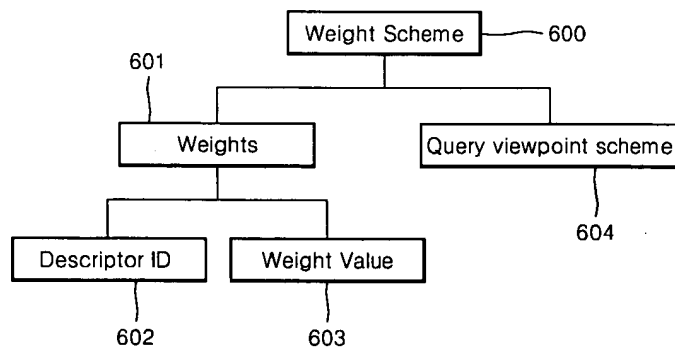 Weight Scheme
600
601
Weights
Query viewpoint scheme
604
Descriptor ID
Weight Value
602
603